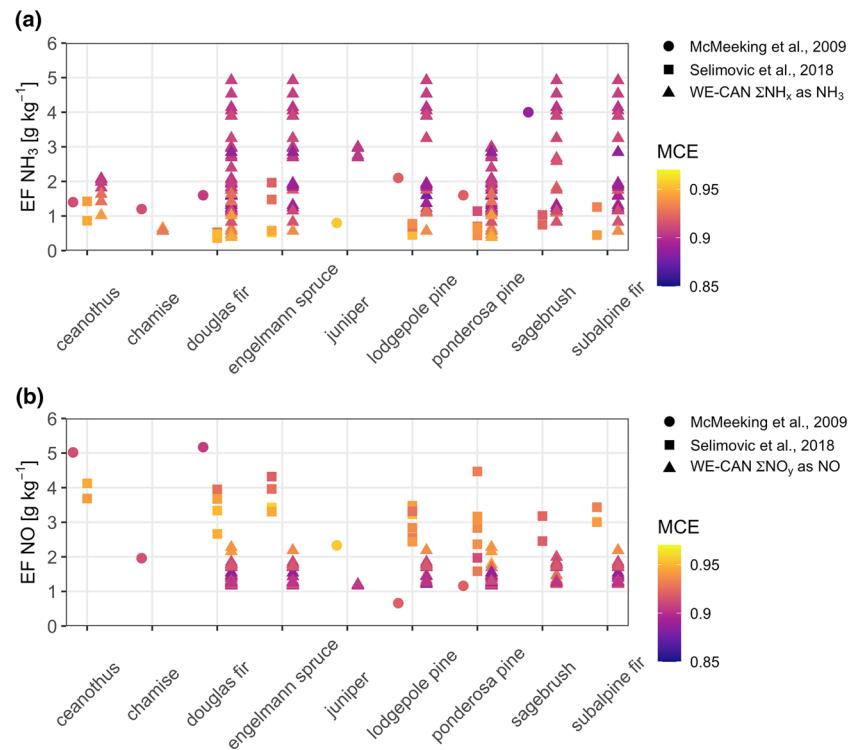 (a)
EF NH₃ [g kg⁻¹]
6
5
4
3
2
1
0
ceanothus
chamise
douglas fir
engelmann spruce
juniper
lodgepole pine
ponderosa pine
sagebrush
subalpine fir
McMeeking et al., 2009
Selimovic et al., 2018
WE-CAN ΣNHₓ as NH₃
MCE
0.95
0.9
0.85
(b)
EF NO [g kg⁻¹]
6
5
4
3
2
1
0
ceanothus
chamise
douglas fir
engelmann spruce
juniper
lodgepole pine
ponderosa pine
sagebrush
subalpine fir
McMeeking et al., 2009
Selimovic et al., 2018
WE-CAN ΣNOy as NO
MCE
0.95
0.9
0.85